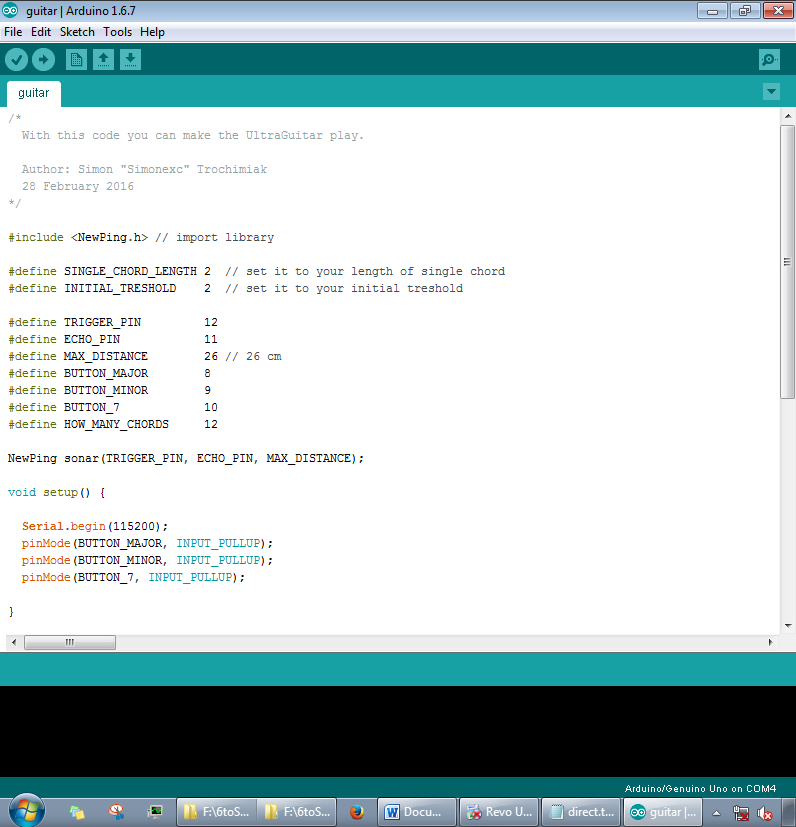 guitar | Arduino 1.6.7
File Edit Sketch Tools Help
guitar
/*
With this code you can make the UltraGuitar play.
Author: Simon "Simonexc" Trochimiak
28 February 2016
*/
#include <NewPing.h> // import library
#define SINGLE_CHORD_LENGTH 2 // set it to your length of single chord
#define INITIAL_TRESHOLD 2 // set it to your initial treshold
#define TRIGGER_PIN 12
#define ECHO_PIN 11
#define MAX_DISTANCE 26 // 26 cm
#define BUTTON_MAJOR 8
#define BUTTON_MINOR 9
#define BUTTON_7 10
#define HOW_MANY_CHORDS 12
NewPing sonar(TRIGGER_PIN, ECHO_PIN, MAX_DISTANCE);
void setup() {
Serial.begin(115200);
pinMode(BUTTON_MAJOR, INPUT_PULLUP);
pinMode(BUTTON_MINOR, INPUT_PULLUP);
pinMode(BUTTON_7, INPUT_PULLUP);
}
Arduino/Genuino Uno on COM4
F:\6toS... F:\6toS... Docu... Revo U... direct.t... guitar |...